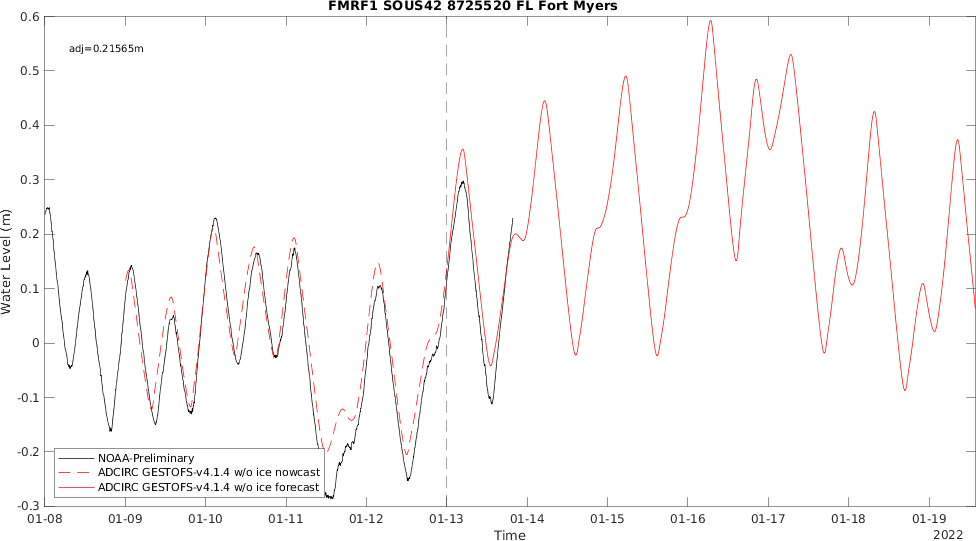 FMRF1 SOUS42 8725520 FL Fort Myers
adj=0.21565m
0.6
0.5
0.4
0.3
0.2
0.1
0
-0.1
-0.2
-0.3
Water Level (m)
NOAA-Preliminary
ADCIRC GESTOFS-v4.1.4 w/o ice nowcast
ADCIRC GESTOFS-v4.1.4 w/o ice forecast
01-08 01-09 01-10 01-11 01-12 01-13 01-14 01-15 01-16 01-17 01-18 01-19
Time
2022